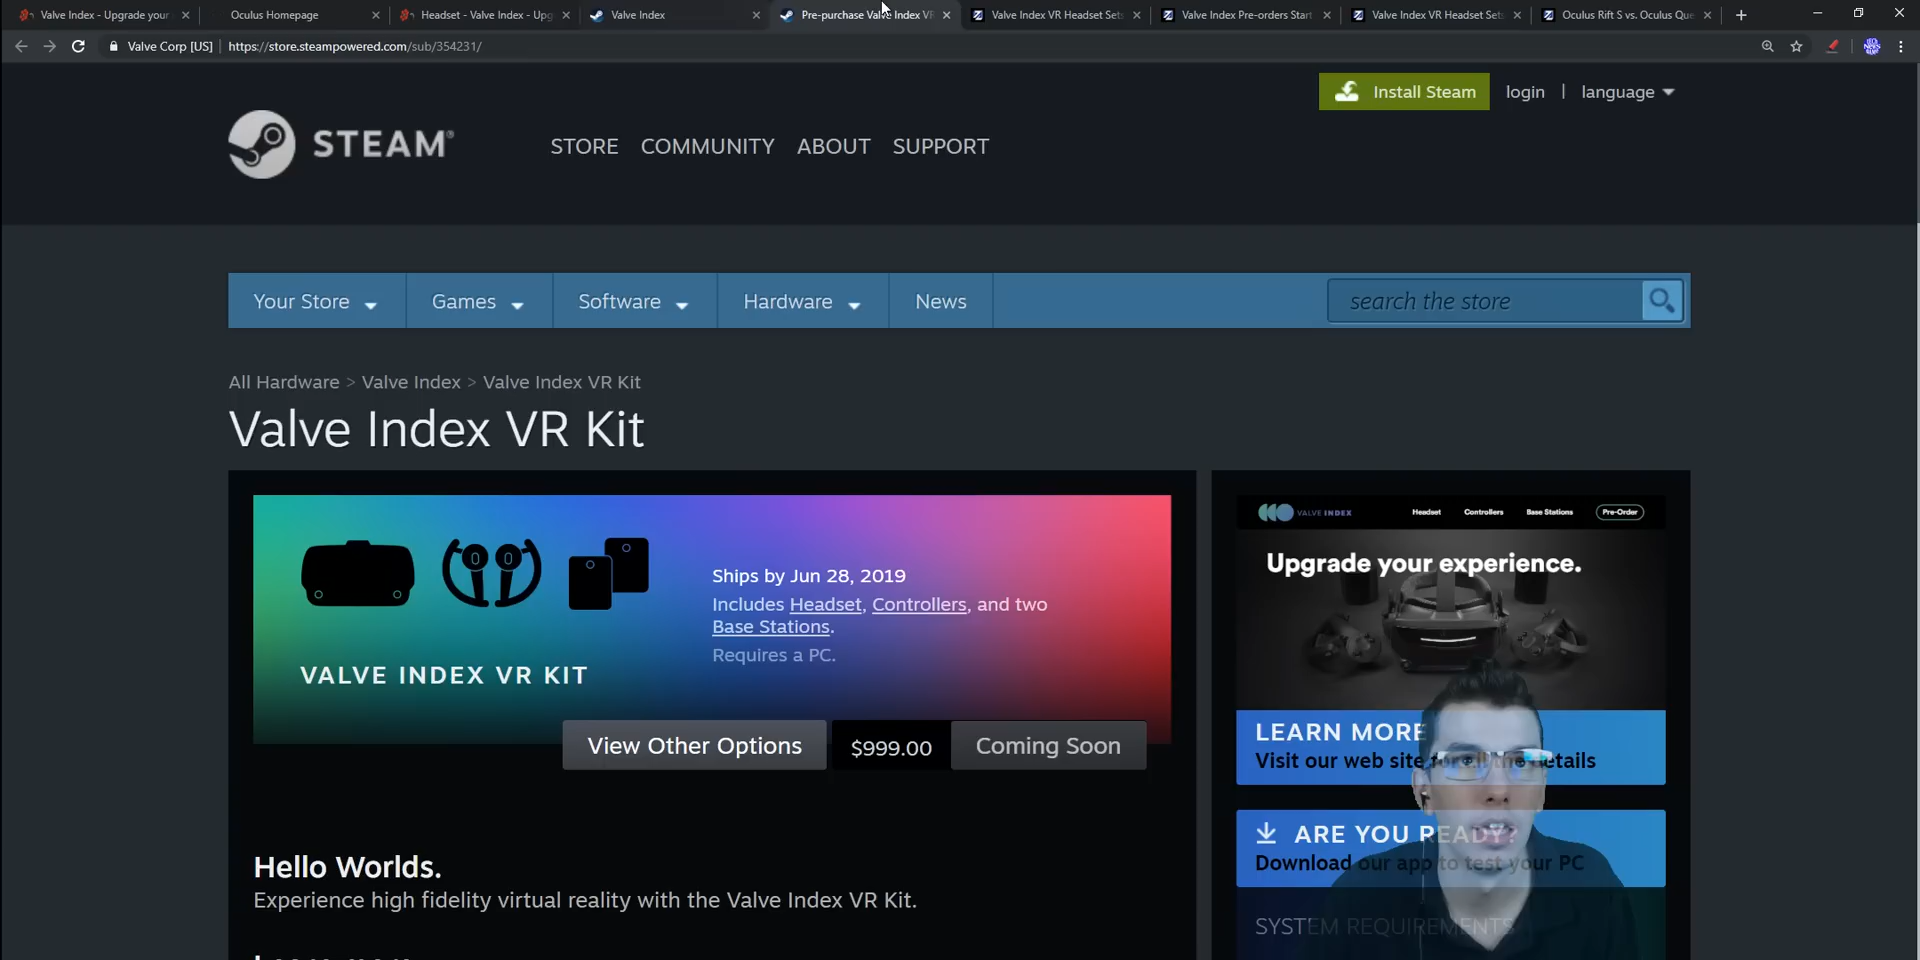 Valve Index - Upgrade your
Oculus Homepage
Headset - Valve Index - Upg
Valve Index
Pre-purchase Valve Index VR
Valve Index VR Headset Sets
Valve Index Pre-orders Start
Valve Index VR Headset Sets
Oculus Rift S vs. Oculus Que
Valve Corp [US]
https://store.steampowered.com/sub/354231/
Install Steam
login
language
STEAM
STORE
COMMUNITY
ABOUT
SUPPORT
Your Store
Games
Software
Hardware
News
search the store
All Hardware > Valve Index > Valve Index VR Kit
Valve Index VR Kit
Ships by Jun 28, 2019
Includes Headset, Controllers, and two
Base Stations.
Requires a PC.
VALVE INDEX VR KIT
View Other Options
$999.00
Coming Soon
Hello Worlds.
Experience high fidelity virtual reality with the Valve Index VR Kit.
VALVE INDEX
Headset
Controllers
Base Stations
Pre-Order
Upgrade your experience.
LEARN MORE
Visit our web site for all the details
ARE YOU READY?
Download our app to test your PC
SYSTEM REQUIREMENTS